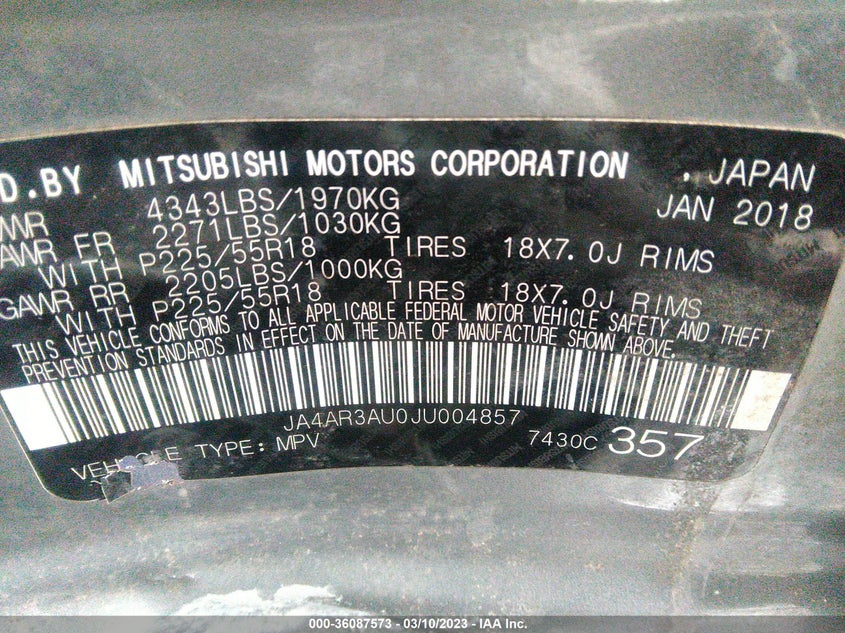 D.BY MITSUBISHI MOTORS CORPORATION . JAPAN
4343LBS/1970KG JAN 2018
AWR FR 2271LBS/1030KG
WITH P225/55R18 TIRES 18X7.0J RIMS
GAWR RR 2205LBS/1000KG
WITH P225/55R18 TIRES 18X7.0J RIMS
THIS VEHICLE CONFORMS TO ALL APPLICABLE FEDERAL MOTOR VEHICLE SAFETY AND THEFT
PREVENTION STANDARDS IN EFFECT ON THE DATE OF MANUFACTURE SHOWN ABOVE.
JA4AR3AU0JU004857
VEHICLE TYPE: MPV 7430C 357
000-36087573 - 03/10/2023 - IAA Inc.